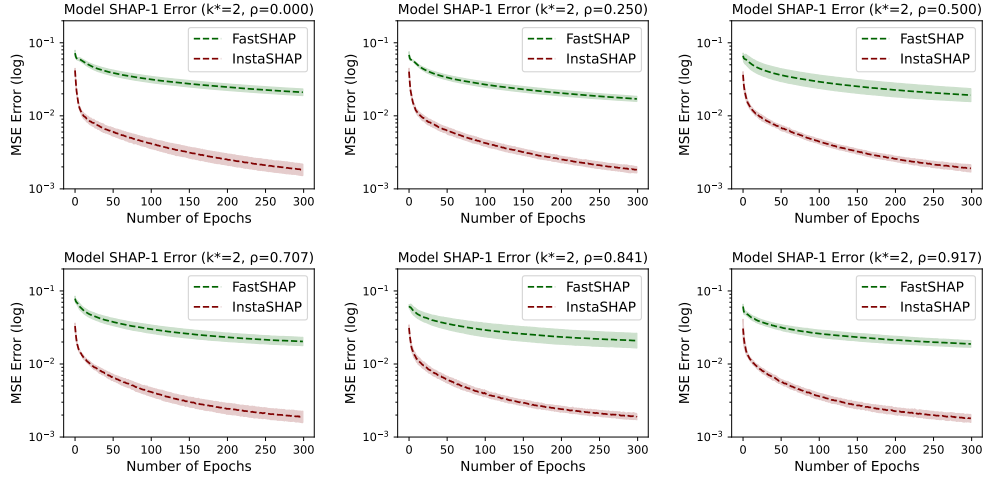 Model SHAP-1 Error (k*=2, ρ=0.000)
MSE Error (log)
10⁻¹
10⁻²
10⁻³
FastSHAP
InstaSHAP
0 50 100 150 200 250 300
Number of Epochs
Model SHAP-1 Error (k*=2, ρ=0.250)
MSE Error (log)
10⁻¹
10⁻²
10⁻³
FastSHAP
InstaSHAP
0 50 100 150 200 250 300
Number of Epochs
Model SHAP-1 Error (k*=2, ρ=0.500)
MSE Error (log)
10⁻¹
10⁻²
10⁻³
FastSHAP
InstaSHAP
0 50 100 150 200 250 300
Number of Epochs
Model SHAP-1 Error (k*=2, ρ=0.707)
MSE Error (log)
10⁻¹
10⁻²
10⁻³
FastSHAP
InstaSHAP
0 50 100 150 200 250 300
Number of Epochs
Model SHAP-1 Error (k*=2, ρ=0.841)
MSE Error (log)
10⁻¹
10⁻²
10⁻³
FastSHAP
InstaSHAP
0 50 100 150 200 250 300
Number of Epochs
Model SHAP-1 Error (k*=2, ρ=0.917)
MSE Error (log)
10⁻¹
10⁻²
10⁻³
FastSHAP
InstaSHAP
0 50 100 150 200 250 300
Number of Epochs